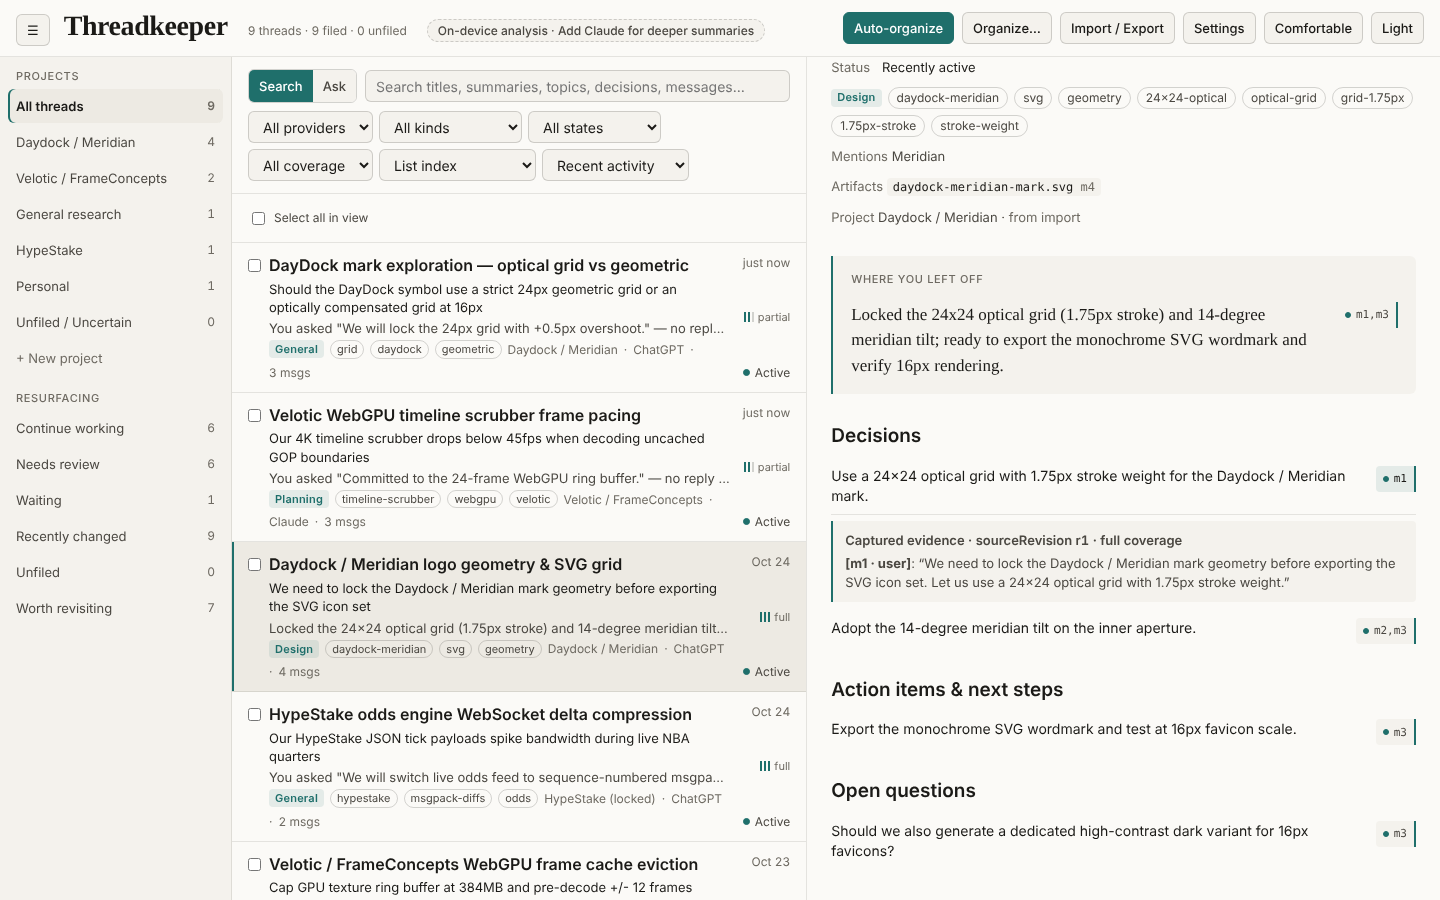 ☰ Threadkeeper 9 threads · 9 filed · 0 unfiled On-device analysis · Add Claude for deeper summaries Auto-organize Organize... Import / Export Settings Comfortable Light
PROJECTS
All threads 9
Daydock / Meridian 4
Velotic / FrameConcepts 2
General research 1
HypeStake 1
Personal 1
Unfiled / Uncertain 0
+ New project
RESURFACING
Continue working 6
Needs review 6
Waiting 1
Recently changed 9
Unfiled 0
Worth revisiting 7
Search Ask Search titles, summaries, topics, decisions, messages...
All providers All kinds All states
All coverage List index Recent activity
Select all in view
DayDock mark exploration — optical grid vs geometric just now
Should the DayDock symbol use a strict 24px geometric grid or an
optically compensated grid at 16px
You asked "We will lock the 24px grid with +0.5px overshoot." — no repl... partial
General grid daydock geometric Daydock / Meridian · ChatGPT ·
3 msgs Active
Velotic WebGPU timeline scrubber frame pacing just now
Our 4K timeline scrubber drops below 45fps when decoding uncached
GOP boundaries
You asked "Committed to the 24-frame WebGPU ring buffer." — no reply ... partial
Planning timeline-scrubber webgpu velotic Velotic / FrameConcepts ·
Claude · 3 msgs Active
Daydock / Meridian logo geometry & SVG grid Oct 24
We need to lock the Daydock / Meridian mark geometry before exporting
the SVG icon set
Locked the 24×24 optical grid (1.75px stroke) and 14-degree meridian tilt... full
Design daydock-meridian svg geometry Daydock / Meridian · ChatGPT
· 4 msgs Active
HypeStake odds engine WebSocket delta compression Oct 24
Our HypeStake JSON tick payloads spike bandwidth during live NBA
quarters
You asked "We will switch live odds feed to sequence-numbered msgpa... full
General hypestake msgpack-diffs odds HypeStake (locked) · ChatGPT
· 2 msgs Active
Velotic / FrameConcepts WebGPU frame cache eviction Oct 23
Cap GPU texture ring buffer at 384MB and pre-decode +/- 12 frames
Status Recently active
Design daydock-meridian svg geometry 24×24-optical optical-grid grid-1.75px
1.75px-stroke stroke-weight
Mentions Meridian
Artifacts daydock-meridian-mark.svg m4
Project Daydock / Meridian · from import
WHERE YOU LEFT OFF
Locked the 24x24 optical grid (1.75px stroke) and 14-degree m1,m3
meridian tilt; ready to export the monochrome SVG wordmark and
verify 16px rendering.
Decisions
Use a 24×24 optical grid with 1.75px stroke weight for the Daydock / Meridian m1
mark.
Captured evidence · sourceRevision r1 · full coverage
[m1 · user]: “We need to lock the Daydock / Meridian mark geometry before exporting the
SVG icon set. Let us use a 24×24 optical grid with 1.75px stroke weight.”
Adopt the 14-degree meridian tilt on the inner aperture. m2,m3
Action items & next steps
Export the monochrome SVG wordmark and test at 16px favicon scale. m3
Open questions
Should we also generate a dedicated high-contrast dark variant for 16px m3
favicons?